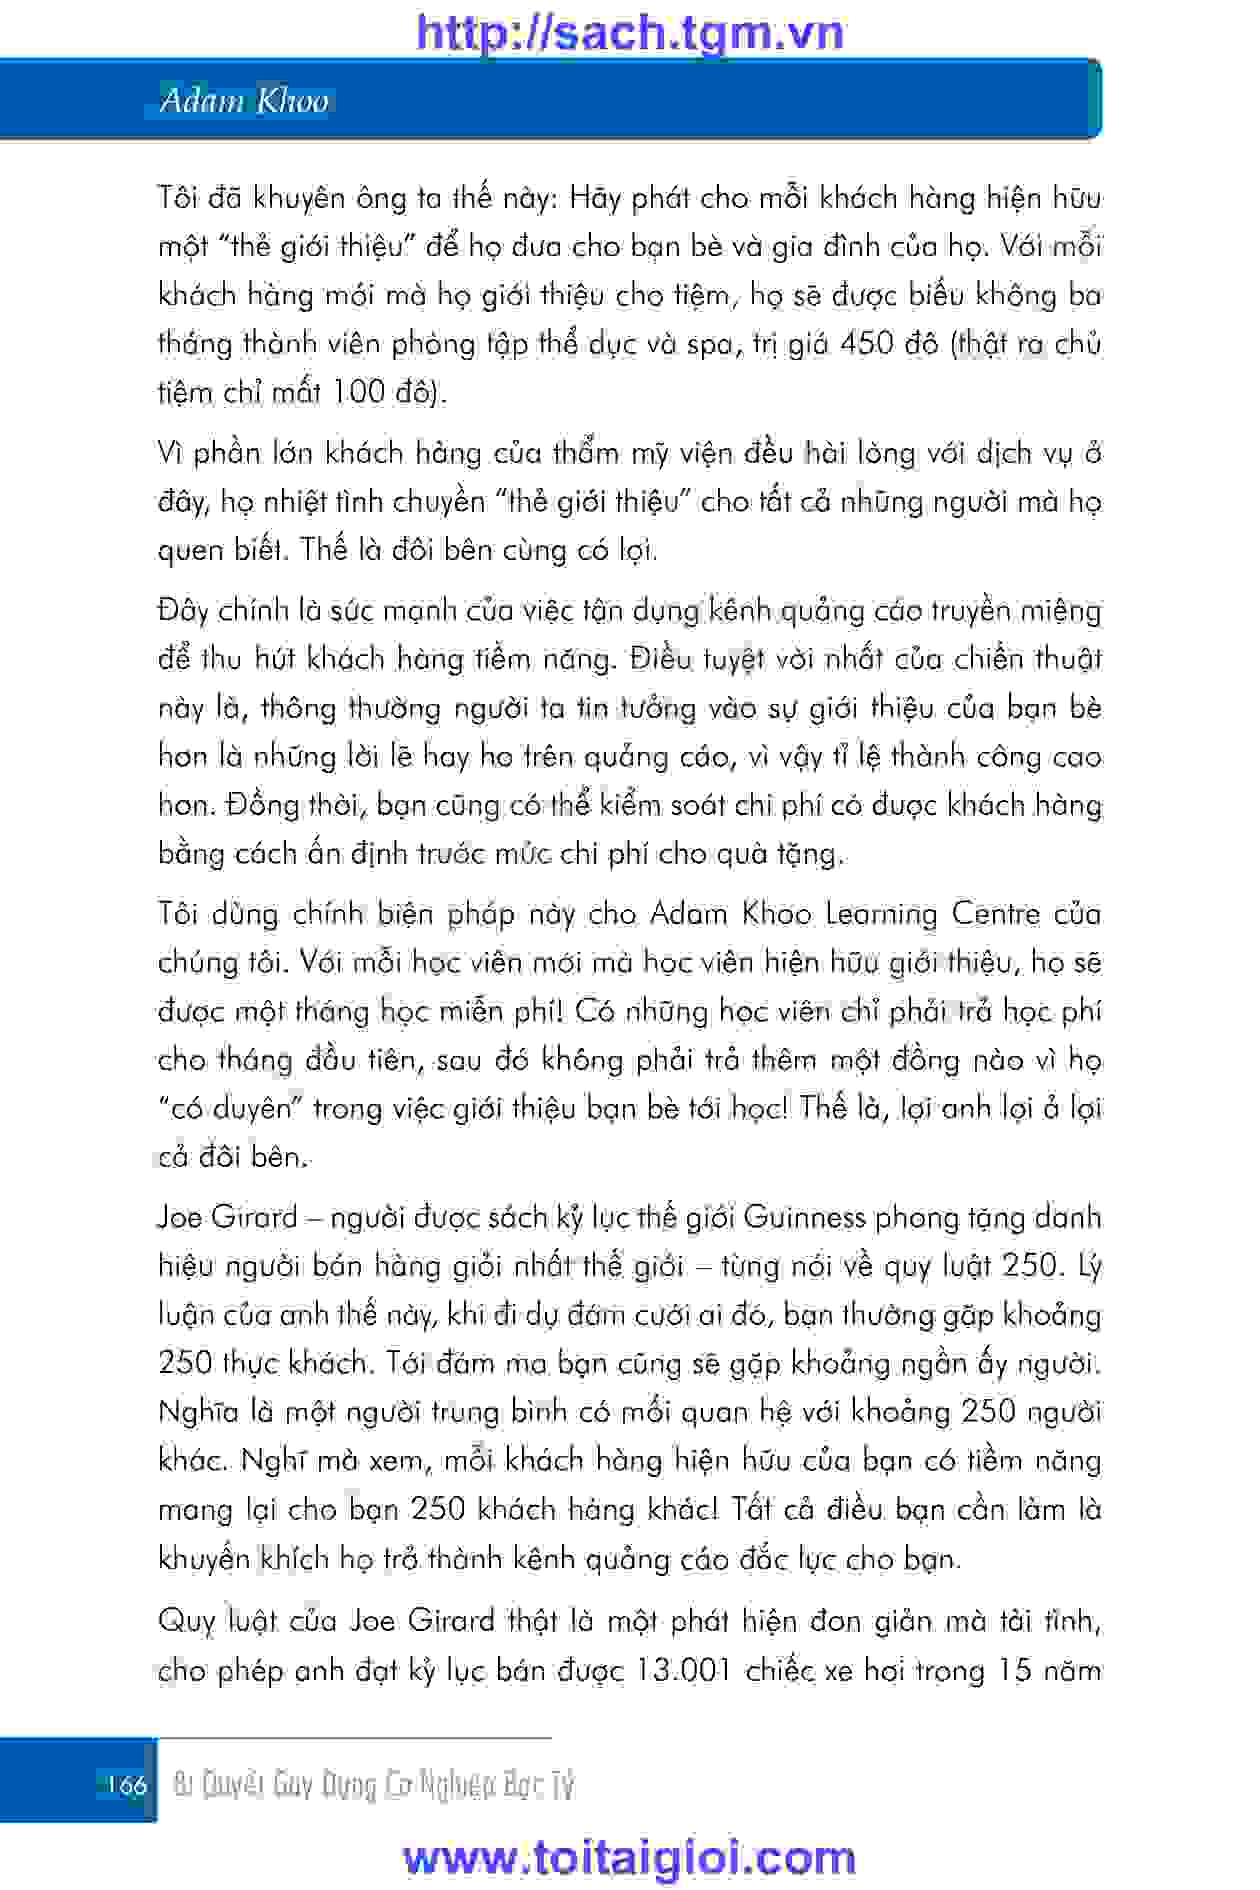 http://sach.tgm.vn
Adam Khoo
Tôi đã khuyên ông ta thế này: Hãy phát cho mỗi khách hàng hiện hữu
một “thẻ giới thiệu” để họ đưa cho bạn bè và gia đình của họ. Với mỗi
khách hàng mới mà họ giới thiệu cho tiệm, họ sẽ được biếu không ba
tháng thành viên phòng tập thể dục và spa, trị giá 450 đô (thật ra chủ
tiệm chỉ mất 100 đô).
Vì phần lớn khách hàng của thẩm mỹ viện đều hài lòng với dịch vụ ở
đây, họ nhiệt tình chuyền “thẻ giới thiệu” cho tất cả những người mà họ
quen biết. Thế là đôi bên cùng có lợi.
Đây chính là sức mạnh của việc tận dụng kênh quảng cáo truyền miệng
để thu hút khách hàng tiềm năng. Điều tuyệt vời nhất của chiến thuật
này là, thông thường người ta tin tưởng vào sự giới thiệu của bạn bè
hơn là những lời lẽ hay ho trên quảng cáo, vì vậy tỉ lệ thành công cao
hơn. Đồng thời, bạn cũng có thể kiểm soát chi phí có được khách hàng
bằng cách ấn định trước mức chi phí cho quà tặng.
Tôi dùng chính biện pháp này cho Adam Khoo Learning Centre của
chúng tôi. Với mỗi học viên mới mà học viên hiện hữu giới thiệu, họ sẽ
được một tháng học miễn phí! Có những học viên chỉ phải trả học phí
cho tháng đầu tiên, sau đó không phải trả thêm một đồng nào vì họ
“có duyên” trong việc giới thiệu bạn bè tới học! Thế là, lợi anh lợi ả lợi
cả đôi bên.
Joe Girard – người được sách kỷ lục thế giới Guinness phong tặng danh
hiệu người bán hàng giỏi nhất thế giới – từng nói về quy luật 250. Lý
luận của anh thế này, khi đi dự đám cưới ai đó, bạn thường gặp khoảng
250 thực khách. Tới đám ma bạn cũng sẽ gặp khoảng ngần ấy người.
Nghĩa là một người trung bình có mối quan hệ với khoảng 250 người
khác. Nghĩ mà xem, mỗi khách hàng hiện hữu của bạn có tiềm năng
mang lại cho bạn 250 khách hàng khác! Tất cả điều bạn cần làm là
khuyến khích họ trở thành kênh quảng cáo đắc lực cho bạn.
Quy luật của Joe Girard thật là một phát hiện đơn giản mà tài tình,
cho phép anh đạt kỷ lục bán được 13.001 chiếc xe hơi trong 15 năm
166 Bí Quyết Gây Dựng Cơ Nghiệp Bạc Tỷ
www.toitaigioi.com